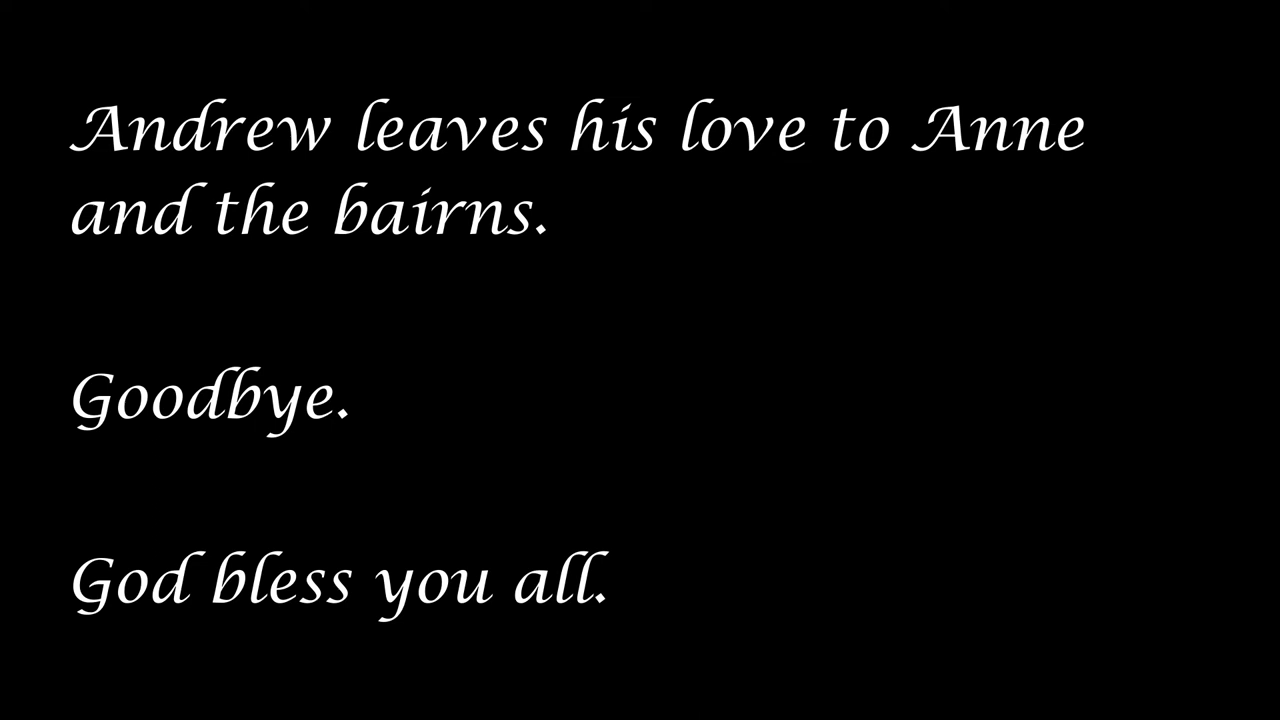 Andrew leaves his love to Anne
and the bairns.
Goodbye.
God bless you all.